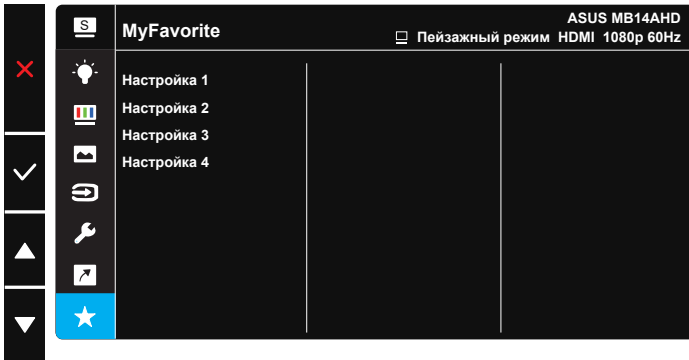 S
MyFavorite
ASUS MB14AHD
Пейзажный режим HDMI 1080p 60Hz
Настройка 1
Настройка 2
Настройка 3
Настройка 4